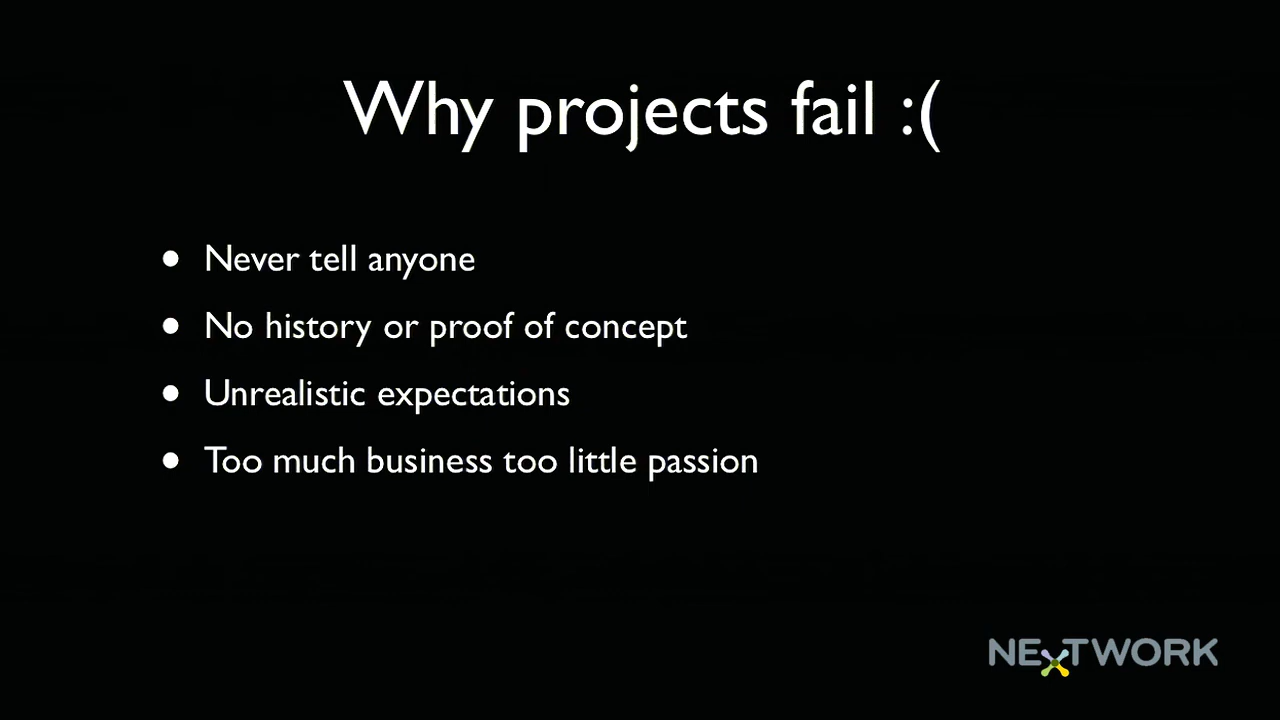 Why projects fail :(
• Never tell anyone
• No history or proof of concept
• Unrealistic expectations
• Too much business too little passion
NEXTWORK